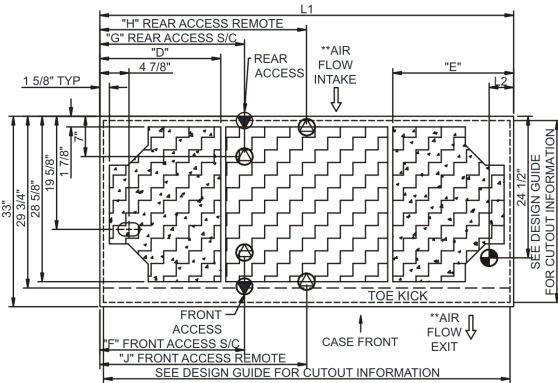 L1
"H" REAR ACCESS REMOTE
"G" REAR ACCESS S/C
"D"
4 7/8"
1 5/8" TYP
REAR
ACCESS
**AIR
FLOW
INTAKE
"E"
L2
33"
29 3/4"
28 5/8"
19 5/8"
1 7/8"
7"
24 1/2"
SEE DESIGN GUIDE
FOR CUTOUT INFORMATION
TOE KICK
FRONT
ACCESS
CASE FRONT
**AIR
FLOW
EXIT
"F" FRONT ACCESS S/C
"J" FRONT ACCESS REMOTE
SEE DESIGN GUIDE FOR CUTOUT INFORMATION